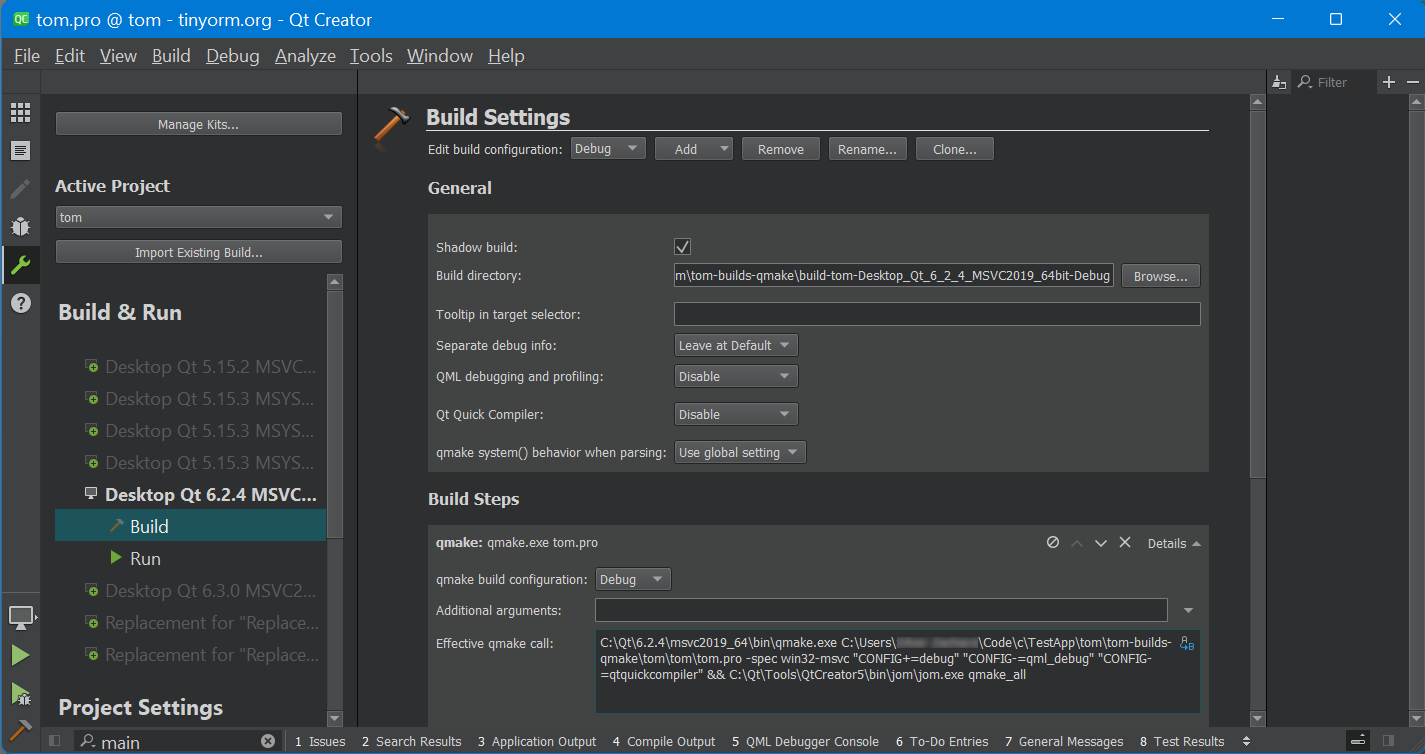 tom.pro @ tom - tinyorm.org - Qt Creator
File Edit View Build Debug Analyze Tools Window Help
Filter
Manage Kits...
Active Project
tom
Import Existing Build...
Build & Run
Desktop Qt 5.15.2 MSVC...
Desktop Qt 5.15.3 MSYS...
Desktop Qt 5.15.3 MSYS...
Desktop Qt 5.15.3 MSYS...
Desktop Qt 6.2.4 MSVC...
Build
Run
Desktop Qt 6.3.0 MSVC2...
Replacement for "Replace...
Replacement for "Replace...
Project Settings
Build Settings
Edit build configuration: Debug Add Remove Rename... Clone...
General
Shadow build:
Build directory: m\tom-builds-qmake\build-tom-Desktop_Qt_6_2_4_MSVC2019_64bit-Debug Browse...
Tooltip in target selector:
Separate debug info: Leave at Default
QML debugging and profiling: Disable
Qt Quick Compiler: Disable
qmake system() behavior when parsing: Use global setting
Build Steps
qmake: qmake.exe tom.pro Details
qmake build configuration: Debug
Additional arguments:
Effective qmake call: C:\Qt\6.2.4\msvc2019_64\bin\qmake.exe C:\Users\ \Code\c\TestApp\tom\tom-builds-
qmake\tom\tom\tom.pro -spec win32-msvc "CONFIG+=debug" "CONFIG-=qml_debug" "CONFIG-
=qtquickcompiler" && C:\Qt\Tools\QtCreator5\bin\jom\jom.exe qmake_all
main 1 Issues 2 Search Results 3 Application Output 4 Compile Output 5 QML Debugger Console 6 To-Do Entries 7 General Messages 8 Test Results